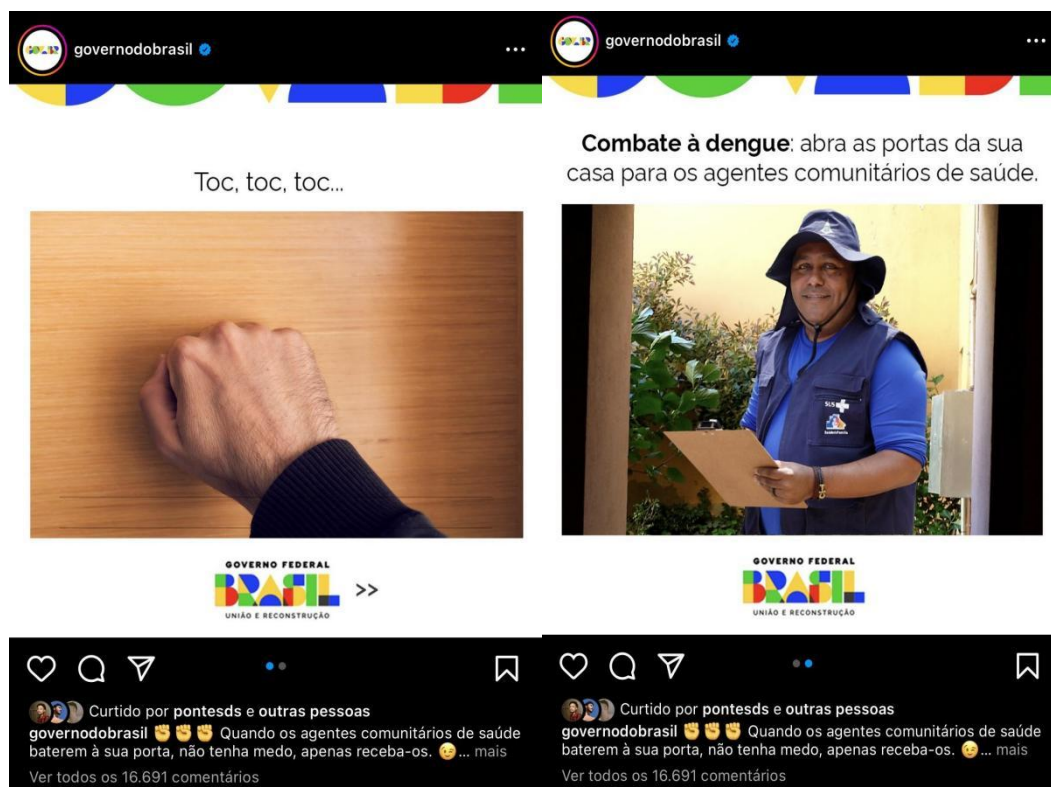 governodobrasil
Toc, toc, toc...
GOVERNO FEDERAL
BRASIL
UNIÃO E RECONSTRUÇÃO
>>
Curtido por pontesds e outras pessoas
governodobrasil ✊✊✊ Quando os agentes comunitários de saúde
baterem à sua porta, não tenha medo, apenas receba-os. 😉... mais
Ver todos os 16.691 comentários
governodobrasil
Combate à dengue: abra as portas da sua
casa para os agentes comunitários de saúde.
SUS
GOVERNO FEDERAL
BRASIL
UNIÃO E RECONSTRUÇÃO
Curtido por pontesds e outras pessoas
governodobrasil ✊✊✊ Quando os agentes comunitários de saúde
baterem à sua porta, não tenha medo, apenas receba-os. 😉... mais
Ver todos os 16.691 comentários